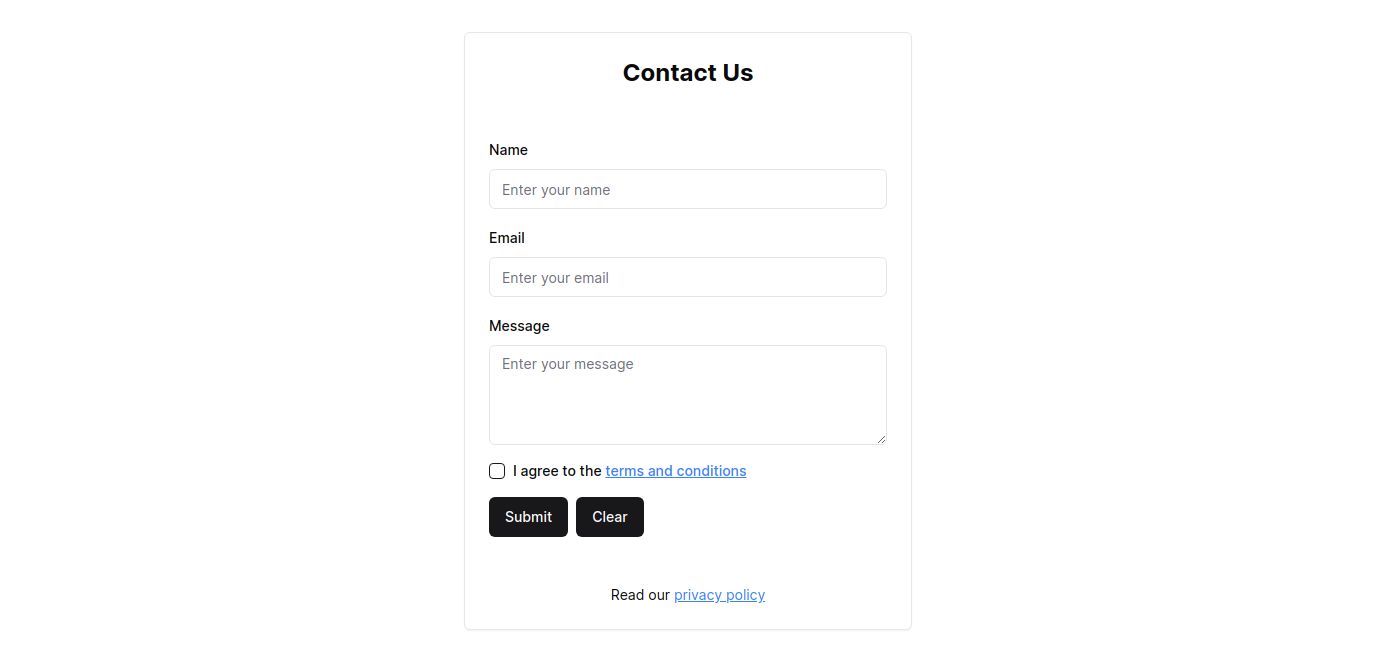 Contact Us
Name
Enter your name
Email
Enter your email
Message
Enter your message
I agree to the terms and conditions
Submit Clear
Read our privacy policy